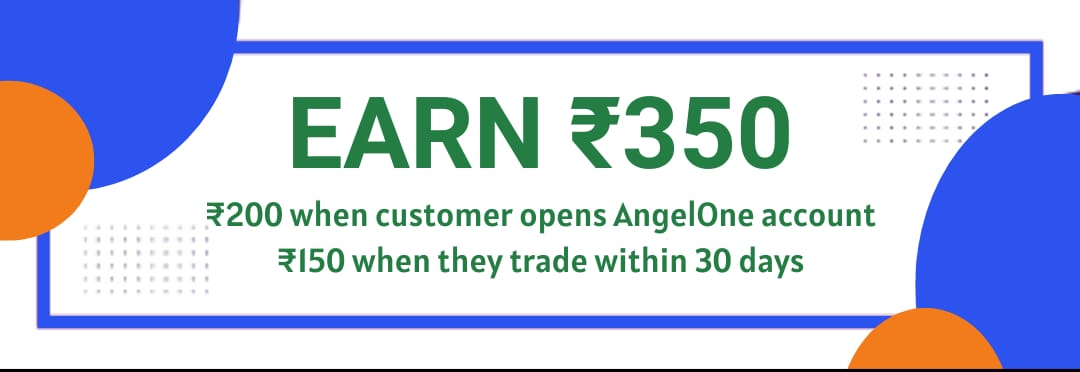 EARN ₹350
₹200 when customer opens AngelOne account
₹150 when they trade within 30 days